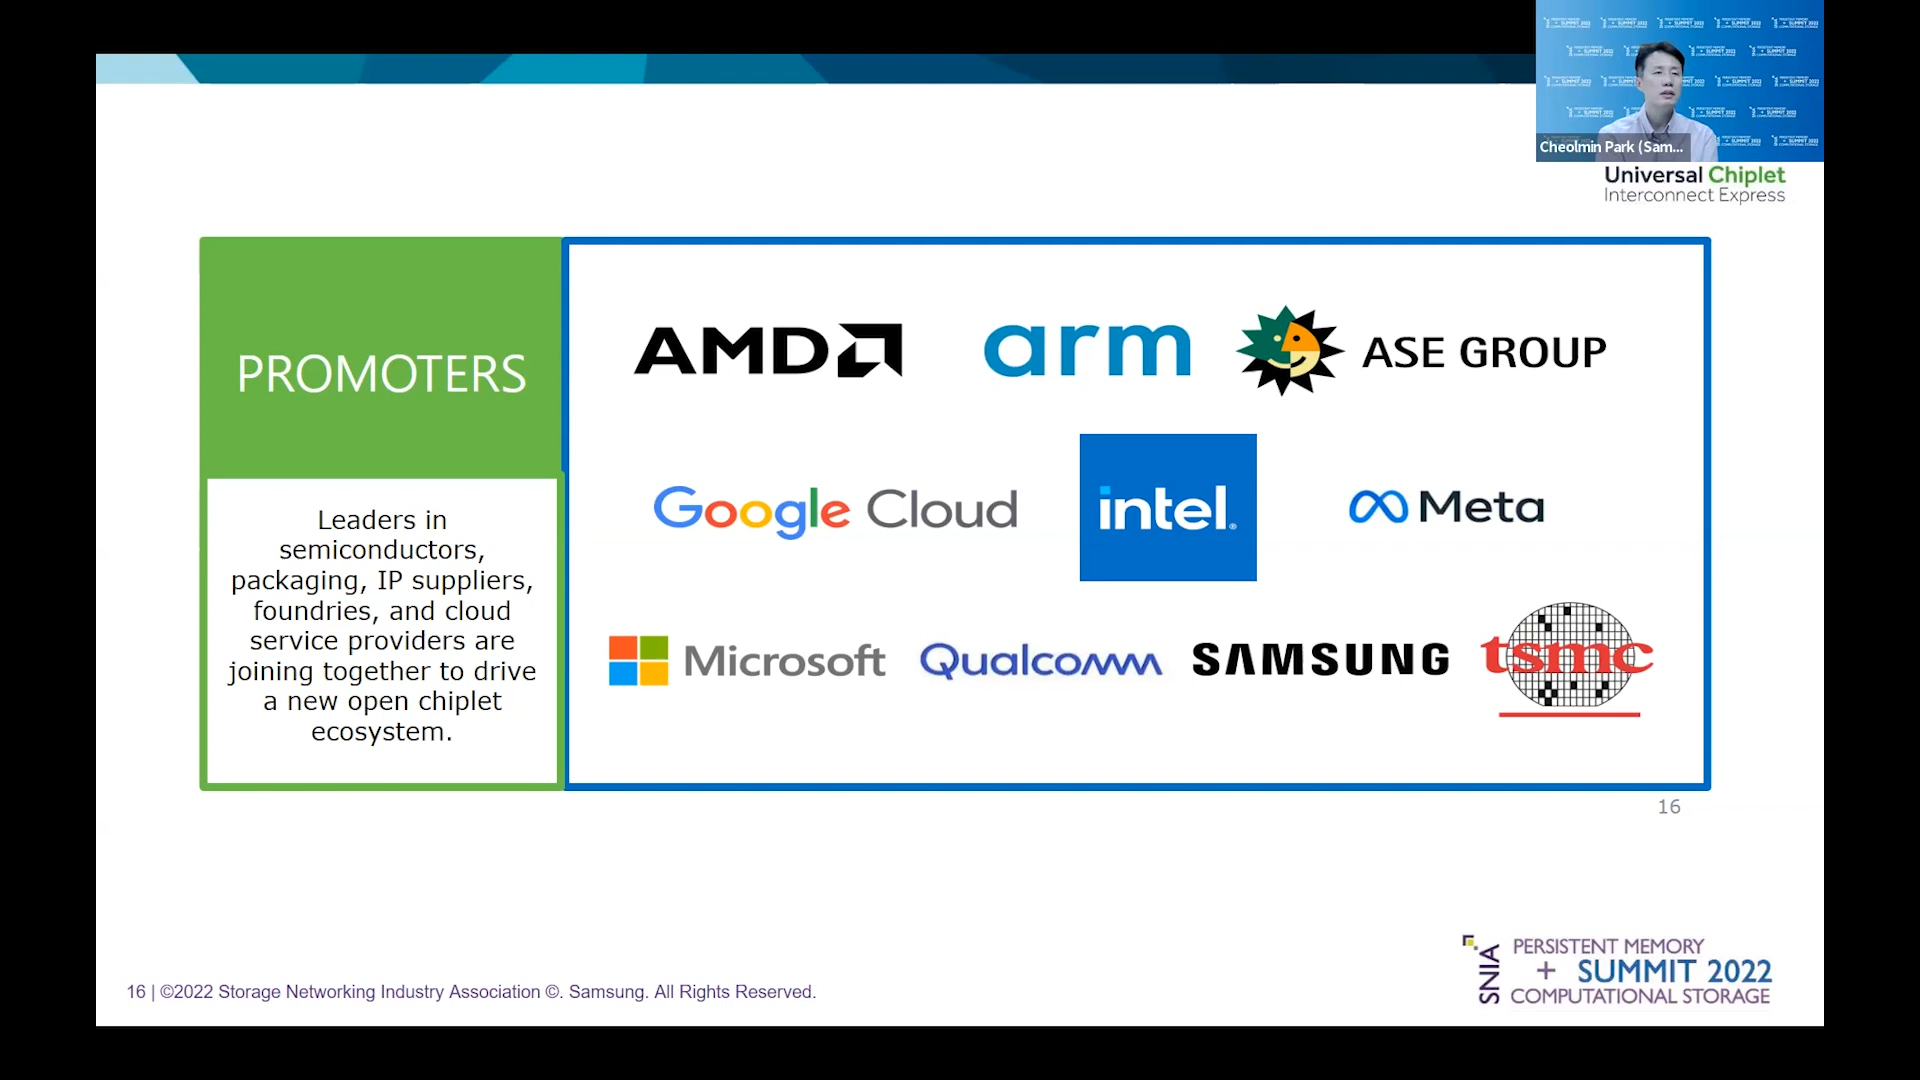 Cheolmin Park (Sam...
Universal Chiplet
Interconnect Express
PROMOTERS
Leaders in
semiconductors,
packaging, IP suppliers,
foundries, and cloud
service providers are
joining together to drive
a new open chiplet
ecosystem.
AMD
arm
ASE GROUP
Google Cloud
intel.
Meta
Microsoft
Qualcomm
SAMSUNG
tsmc
16
16 | ©2022 Storage Networking Industry Association ©. Samsung. All Rights Reserved.
SNIA
PERSISTENT MEMORY
+ SUMMIT 2022
COMPUTATIONAL STORAGE